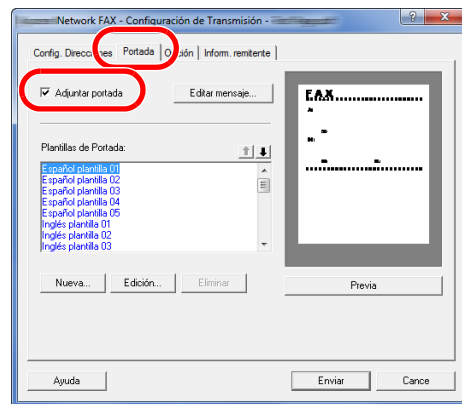 Network FAX - Configuración de Transmisión -
Config. Direcciones Portada Opción Inform. remitente
Adjuntar portada
Editar mensaje...
FAX
Plantillas de Portada:
Español plantilla 01
Español plantilla 02
Español plantilla 03
Español plantilla 04
Español plantilla 05
Inglés plantilla 01
Inglés plantilla 02
Inglés plantilla 03
Nueva... Edición... Eliminar
Previa
Ayuda
Enviar Cance